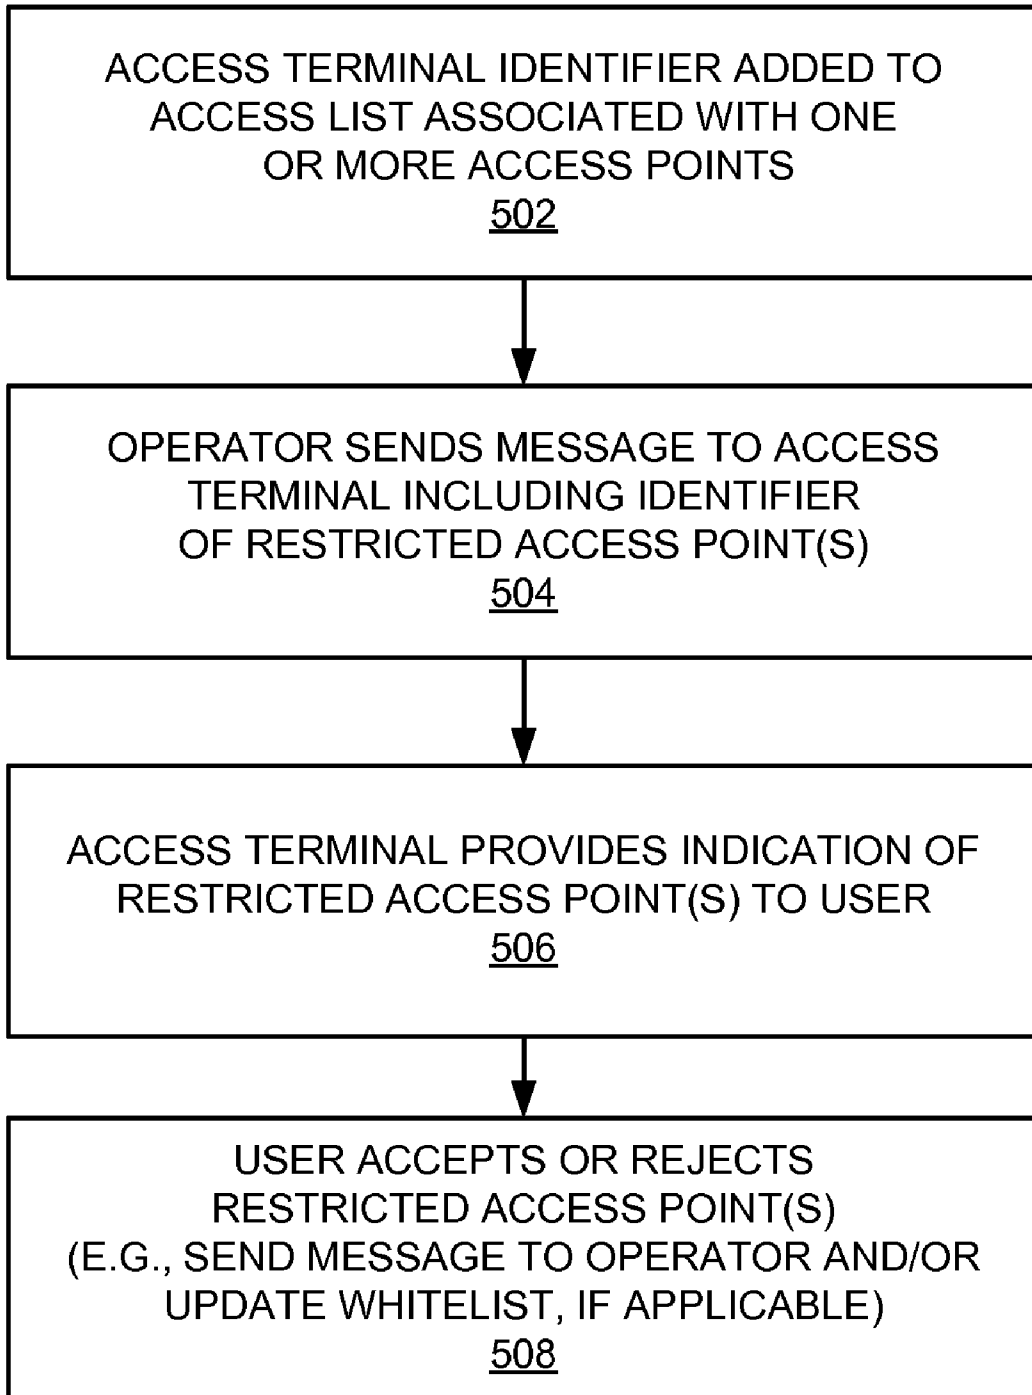 ACCESS TERMINAL IDENTIFIER ADDED TO
ACCESS LIST ASSOCIATED WITH ONE
OR MORE ACCESS POINTS
502
OPERATOR SENDS MESSAGE TO ACCESS
TERMINAL INCLUDING IDENTIFIER
OF RESTRICTED ACCESS POINT(S)
504
ACCESS TERMINAL PROVIDES INDICATION OF
RESTRICTED ACCESS POINT(S) TO USER
506
USER ACCEPTS OR REJECTS
RESTRICTED ACCESS POINT(S)
(E.G., SEND MESSAGE TO OPERATOR AND/OR
UPDATE WHITELIST, IF APPLICABLE)
508